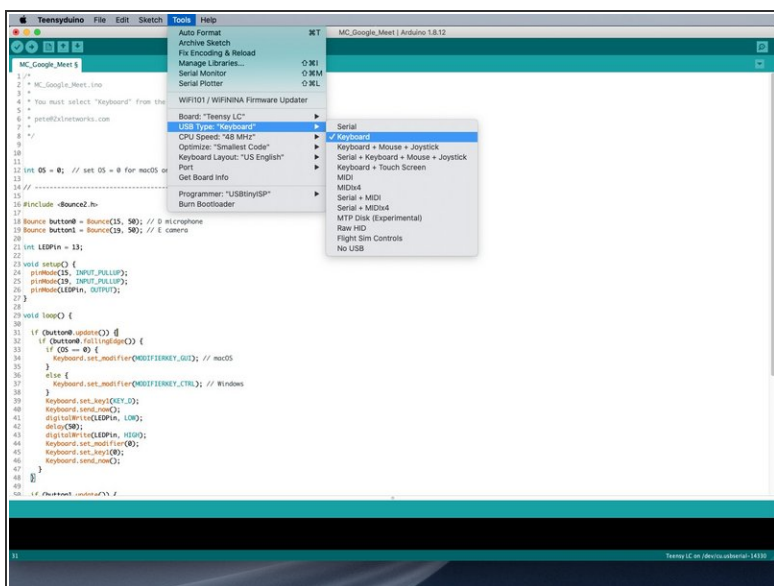 Teensyduino File Edit Sketch Tools Help
MC_Google_Meet | Arduino 1.8.12
MC_Google_Meet §
Auto Format ⌘T
Archive Sketch
Fix Encoding & Reload
Manage Libraries... ⇧⌘I
Serial Monitor ⇧⌘M
Serial Plotter ⇧⌘L
WiFi101 / WiFiNINA Firmware Updater
Board: "Teensy LC"
USB Type: "Keyboard"
CPU Speed: "48 MHz"
Optimize: "Smallest Code"
Keyboard Layout: "US English"
Port
Get Board Info
Programmer: "USBtinyISP"
Burn Bootloader
Serial
✓ Keyboard
Keyboard + Mouse + Joystick
Serial + Keyboard + Mouse + Joystick
Keyboard + Touch Screen
MIDI
MIDIx4
Serial + MIDI
Serial + MIDIx4
MTP Disk (Experimental)
Raw HID
Flight Sim Controls
No USB
1 /*
2 * MC_Google_Meet.ino
3 *
4 * You must select "Keyboard" from the
5 *
6 * pete@2xlnetworks.com
7 *
8 */
9
10
11
12 int OS = 0; // set OS = 0 for macOS
13
14 // ----------------------------------
15
16 #include <Bounce2.h>
17
18 Bounce button0 = Bounce(15, 50); // D microphone
19 Bounce button1 = Bounce(19, 50); // E camera
20
21 int LEDPin = 13;
22
23 void setup() {
24 pinMode(15, INPUT_PULLUP);
25 pinMode(19, INPUT_PULLUP);
26 pinMode(LEDPin, OUTPUT);
27 }
28
29 void loop() {
30
31 if (button0.update()) {
32 if (button0.fallingEdge()) {
33 if (OS == 0) {
34 Keyboard.set_modifier(MODIFIERKEY_GUI); // macOS
35 }
36 else {
37 Keyboard.set_modifier(MODIFIERKEY_CTRL); // Windows
38 }
39 Keyboard.set_key1(KEY_D);
40 Keyboard.send_now();
41 digitalWrite(LEDPin, LOW);
42 delay(50);
43 digitalWrite(LEDPin, HIGH);
44 Keyboard.set_modifier(0);
45 Keyboard.set_key1(0);
46 Keyboard.send_now();
47 }
48 }
49
50 if (button1.update()) {
31
Teensy LC on /dev/cu.usbserial-14330